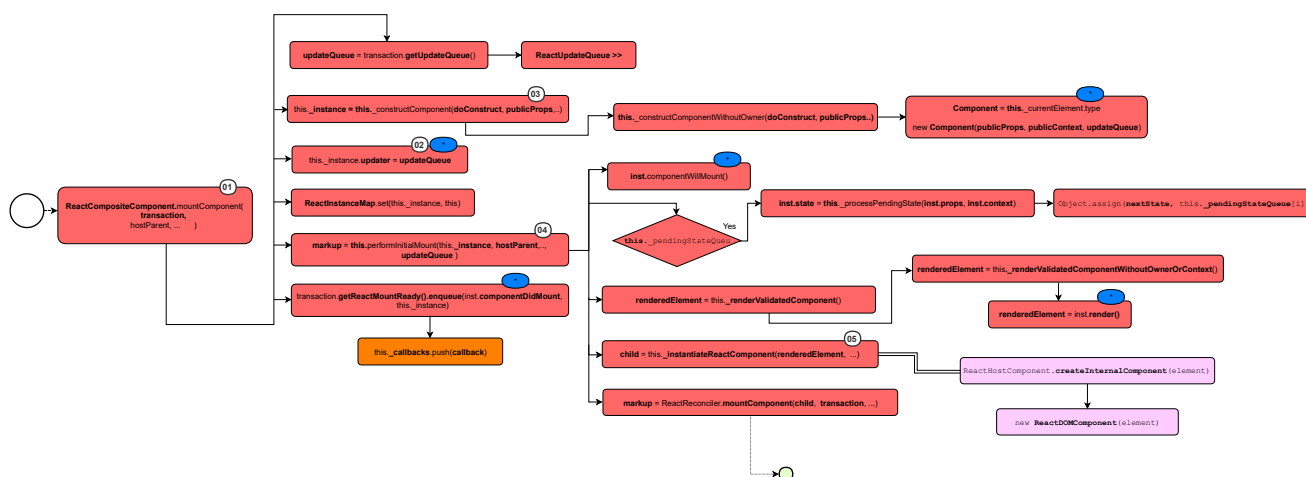 updateQueue = transaction.getUpdateQueue()
ReactUpdateQueue >>
03
this._instance = this._constructComponent(doConstruct, publicProps,..)
this._constructComponentWithoutOwner(doConstruct, publicProps..)
*
Component = this._currentElement.type
new Component(publicProps, publicContext, updateQueue)
02
*
this._instance.updater = updateQueue
*
inst.componentWillMount()
01
ReactCompositeComponent.mountComponent(
transaction,
hostParent, ... )
ReactInstanceMap.set(this._instance, this)
inst.state = this._processPendingState(inst.props, inst.context)
Object.assign(nextState, this._pendingStateQueue[i])
04
markup = this.performInitialMount(this._instance, hostParent,..,
updateQueue )
Yes
this._pendingStateQueu
renderedElement = this._renderValidatedComponentWithoutOwnerOrContext()
*
transaction.getReactMountReady().enqueue(inst.componentDidMount,
this._instance)
renderedElement = this._renderValidatedComponent()
*
renderedElement = inst.render()
this._callbacks.push(callback)
05
child = this._instantiateReactComponent(renderedElement, ...)
ReactHostComponent.createInternalComponent(element)
markup = ReactReconciler.mountComponent(child, transaction, ...)
new ReactDOMComponent(element)